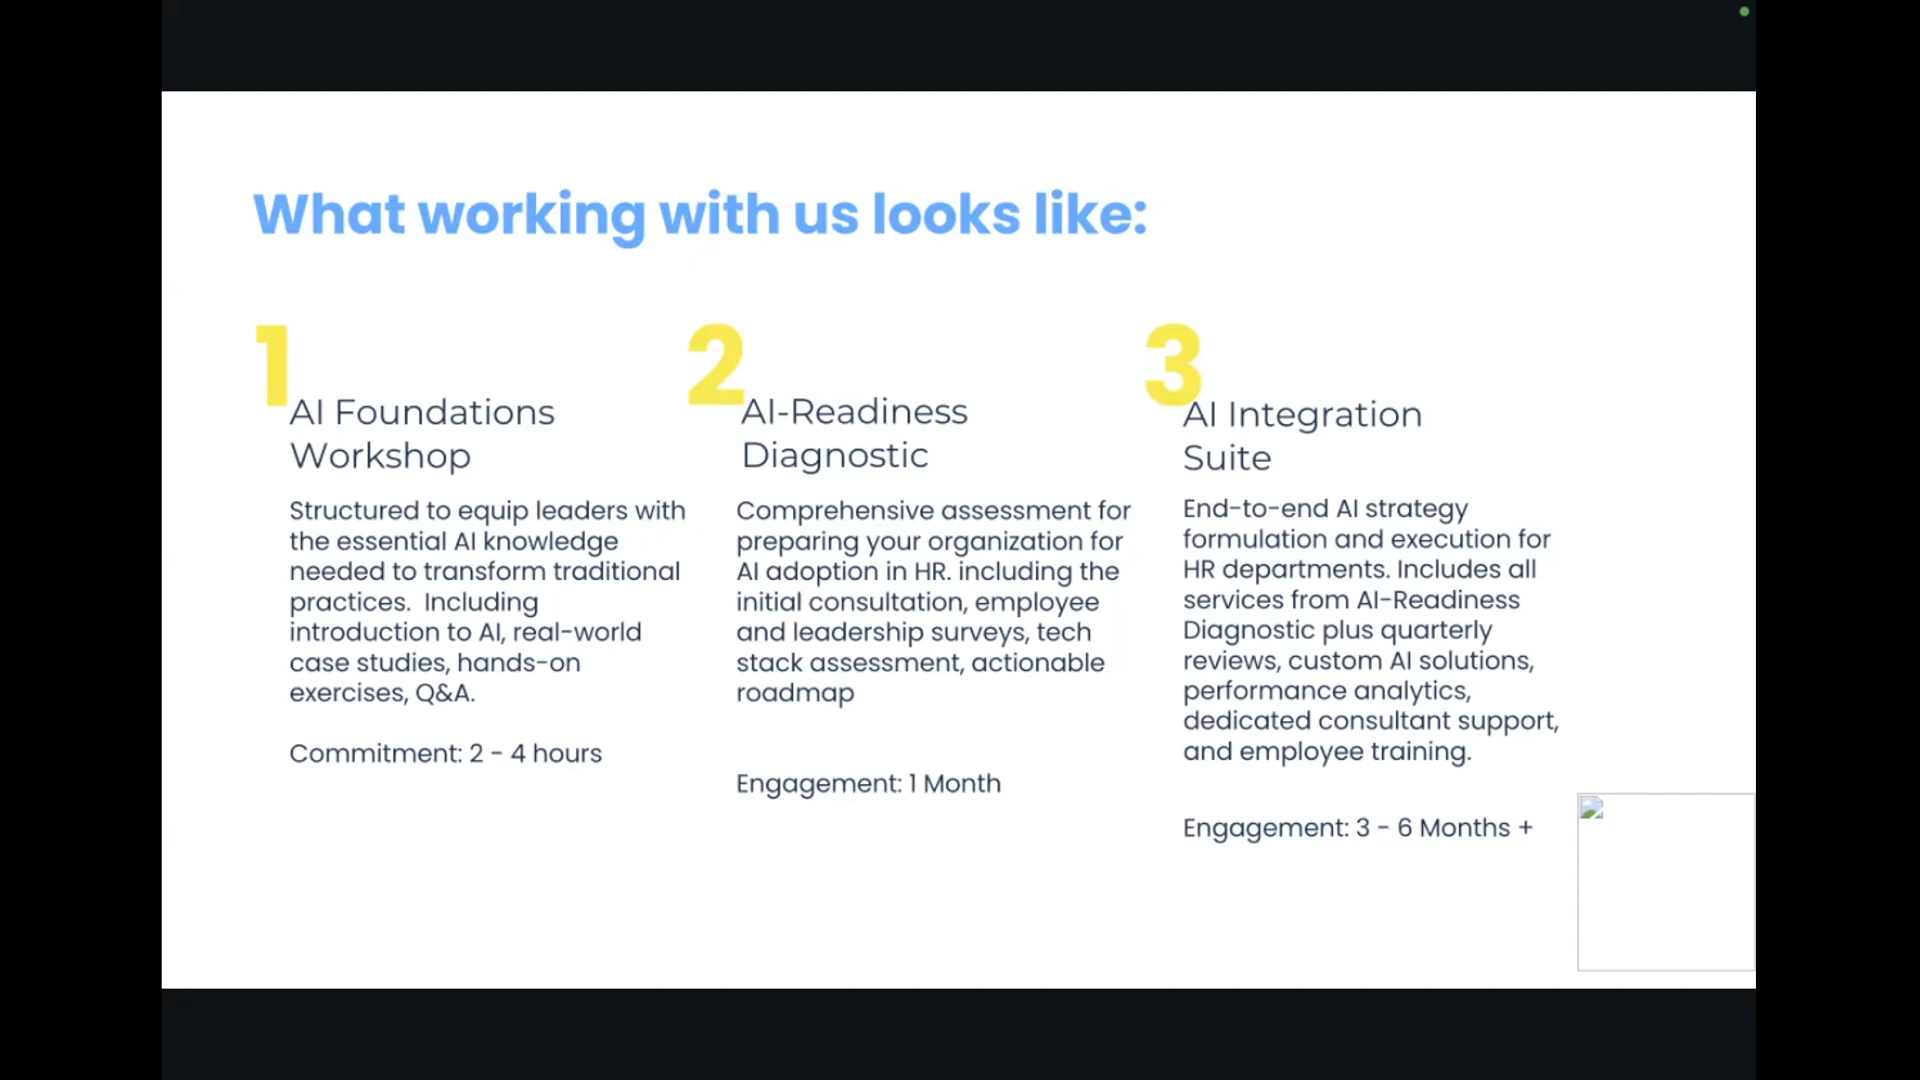 What working with us looks like:
1
AI Foundations
Workshop
Structured to equip leaders with
the essential AI knowledge
needed to transform traditional
practices.  Including
introduction to AI, real-world
case studies, hands-on
exercises, Q&A.
Commitment: 2 - 4 hours
2
AI-Readiness
Diagnostic
Comprehensive assessment for
preparing your organization for
AI adoption in HR. including the
initial consultation, employee
and leadership surveys, tech
stack assessment, actionable
roadmap
Engagement: 1 Month
3
AI Integration
Suite
End-to-end AI strategy
formulation and execution for
HR departments. Includes all
services from AI-Readiness
Diagnostic plus quarterly
reviews, custom AI solutions,
performance analytics,
dedicated consultant support,
and employee training.
Engagement: 3 - 6 Months +